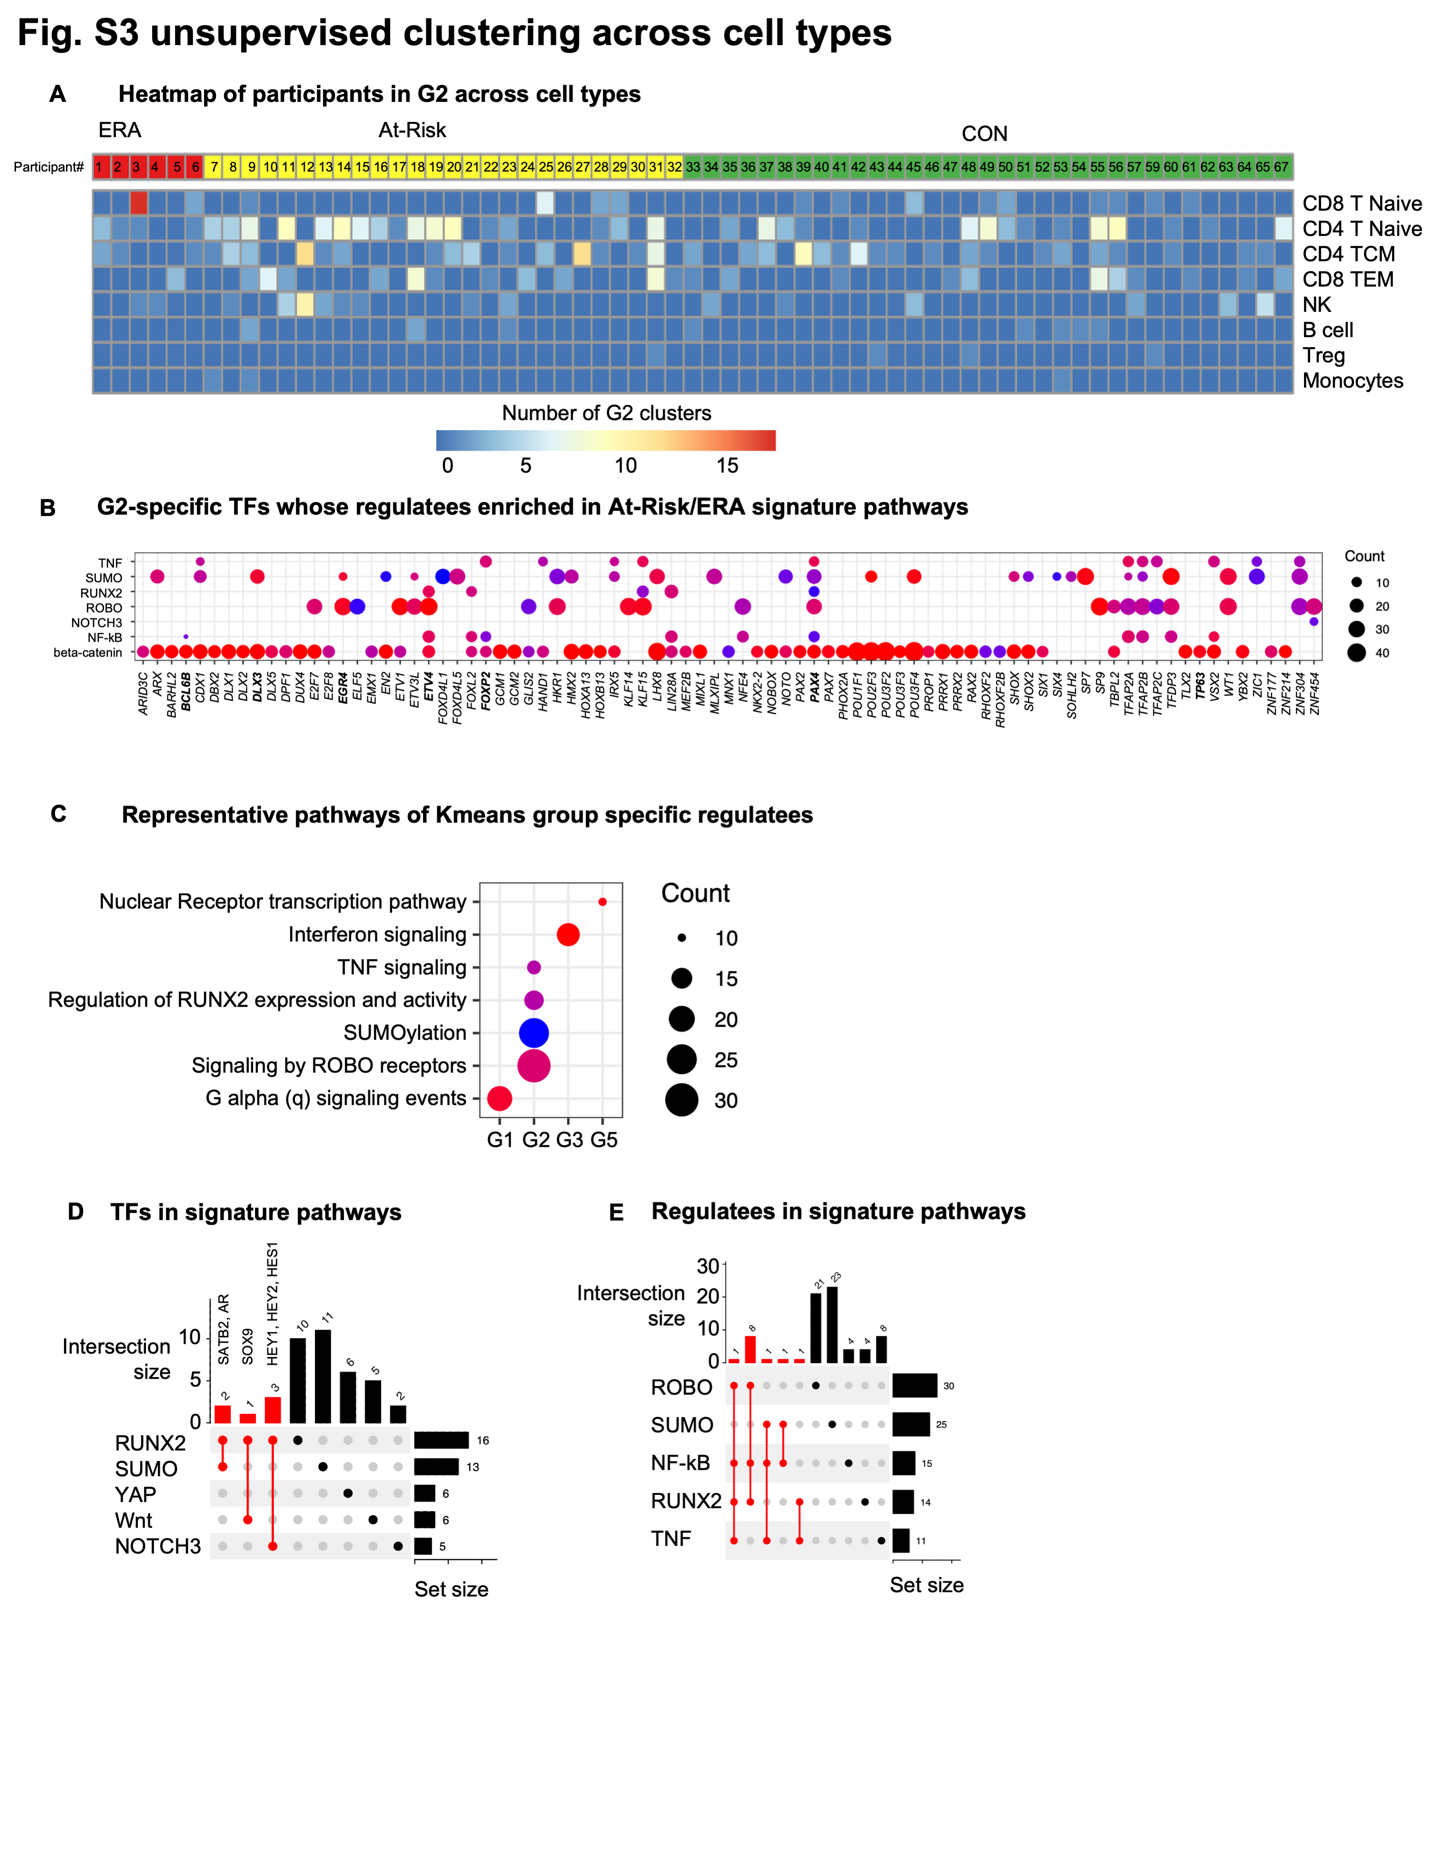 Fig. S3 unsupervised clustering across cell types
A Heatmap of participants in G2 across cell types
ERA At-Risk CON
Participant# 1 2 3 4 5 6 7 8 9 10 11 12 13 14 15 16 17 18 19 20 21 22 23 24 25 26 27 28 29 30 31 32 33 34 35 36 37 38 39 40 41 42 43 44 45 46 47 48 49 50 51 52 53 54 55 56 57 59 60 61 62 63 64 65 67
CD8 T Naive
CD4 T Naive
CD4 TCM
CD8 TEM
NK
B cell
Treg
Monocytes
Number of G2 clusters
0 5 10 15
B G2-specific TFs whose regulatees enriched in At-Risk/ERA signature pathways
TNF
SUMO
RUNX2
ROBO
NOTCH3
NF-kB
beta-catenin
ARID3C ARX BARHL2 BCL6B CDX1 DBX2 DLX1 DLX2 DLX3 DLX5 DPF1 DUX4 E2F7 E2F8 EGR4 ELF5 EMX1 EN2 ETV1 ETV3L ETV4 FOXD4L1 FOXD4L5 FOXL2 FOXP2 GCM1 GCM2 GLIS2 HAND1 HKR1 HMX2 HOXA13 HOXB13 IRX5 KLF14 KLF15 LHX8 LIN28A MEF2B MIXL1 MLXIPL MNX1 NFE4 NKX2-2 NOBOX NOTO PAX2 PAX4 PAX7 PHOX2A POU1F1 POU2F3 POU3F2 POU3F3 POU3F4 PROP1 PRRX1 PRRX2 RAX2 RHOXF2 RHOXF2B SHOX SHOX2 SIX1 SIX4 SOHLH2 SP7 SP9 TBPL2 TFAP2A TFAP2B TFAP2C TFDP3 TLX2 TP63 VSX2 WT1 YBX2 ZIC1 ZNF177 ZNF214 ZNF304 ZNF454
Count
10
20
30
40
C Representative pathways of Kmeans group specific regulatees
Nuclear Receptor transcription pathway
Interferon signaling
TNF signaling
Regulation of RUNX2 expression and activity
SUMOylation
Signaling by ROBO receptors
G alpha (q) signaling events
G1 G2 G3 G5
Count
10
15
20
25
30
D TFs in signature pathways
SATB2, AR
SOX9
HEY1, HEY2, HES1
Intersection
size
10
5
0
2 1 3 10 11 6 5 2
RUNX2 16
SUMO 13
YAP 6
Wnt 6
NOTCH3 5
Set size
E Regulatees in signature pathways
Intersection
size
30
20
10
0
1 8 1 1 1 21 23 4 4 8
ROBO 30
SUMO 25
NF-kB 15
RUNX2 14
TNF 11
Set size